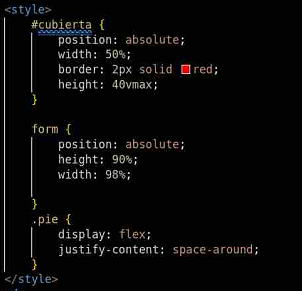 <style>
#cubierta {
position: absolute;
width: 50%;
border: 2px solid red;
height: 40vmax;
}
form {
position: absolute;
height: 90%;
width: 98%;
}
.pie {
display: flex;
justify-content: space-around;
}
</style>